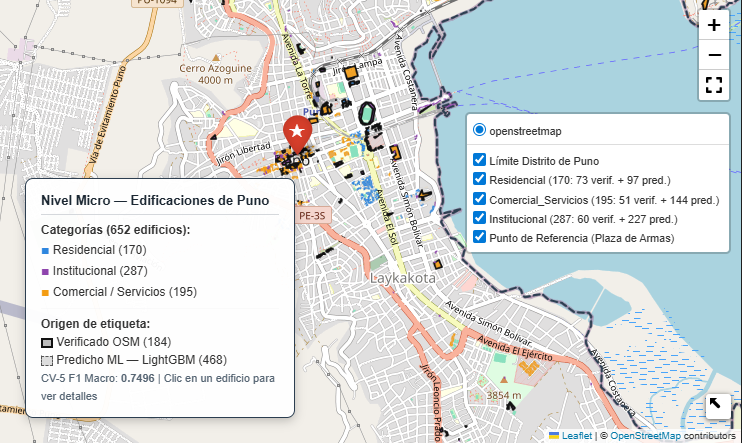 PU-1094
Avenida La Torre
Avenida Costanera
Cerro Azoguine
4000 m
Jirón Lampa
Vía de Evitamiento Puno
Jirón Libertad
PE-3S
Avenida El Sol
Avenida Simón Bolívar
Laykakota
Avenida Simón Bolívar
Avenida El Ejército
Avenida Costanera
Jirón Leoncio Prado
3854 m
+
−
openstreetmap
Límite Distrito de Puno
Residencial (170: 73 verif. + 97 pred.)
Comercial_Servicios (195: 51 verif. + 144 pred.)
Institucional (287: 60 verif. + 227 pred.)
Punto de Referencia (Plaza de Armas)
Nivel Micro — Edificaciones de Puno
Categorías (652 edificios):
Residencial (170)
Institucional (287)
Comercial / Servicios (195)
Origen de etiqueta:
Verificado OSM (184)
Predicho ML — LightGBM (468)
CV-5 F1 Macro: 0.7496 | Clic en un edificio para
ver detalles
Leaflet | © OpenStreetMap contributors